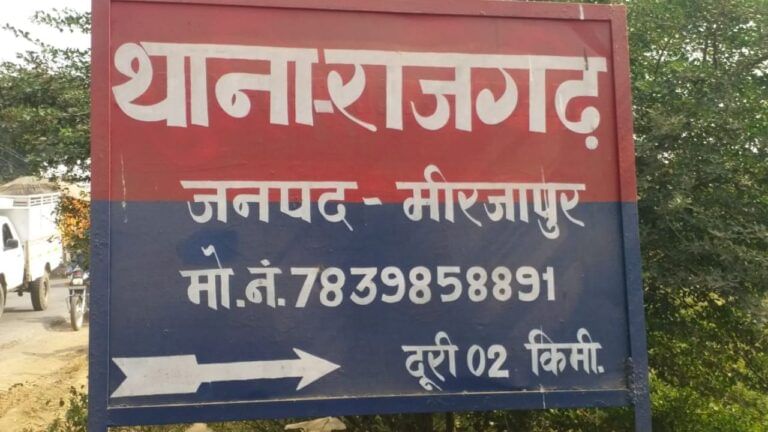 थाना-राजगढ़
जनपद - मीरजापुर
मो.नं.7839858891
दूरी 02 किमी.